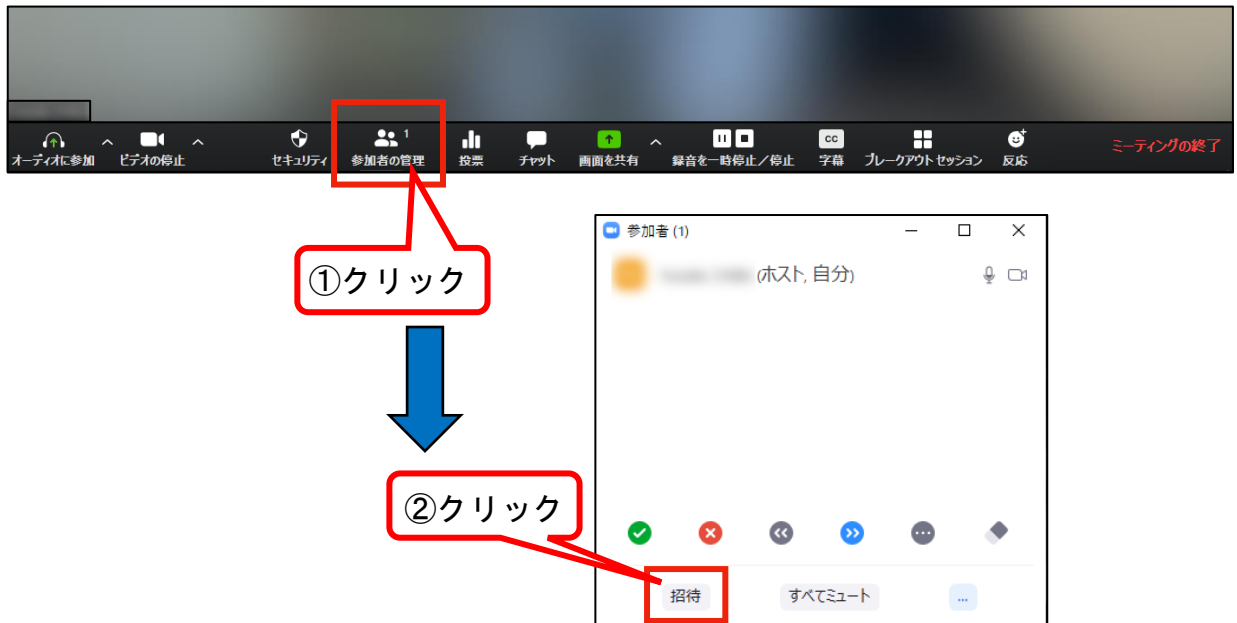 1
オーディオに参加 ビデオの停止 セキュリティ 参加者の管理 投票 チャット 画面を共有 録音を一時停止/停止 CC 字幕 ブレークアウト セッション 反応 ミーティングの終了
①クリック
参加者 (1)
(ホスト, 自分)
②クリック
招待 すべてミュート ...